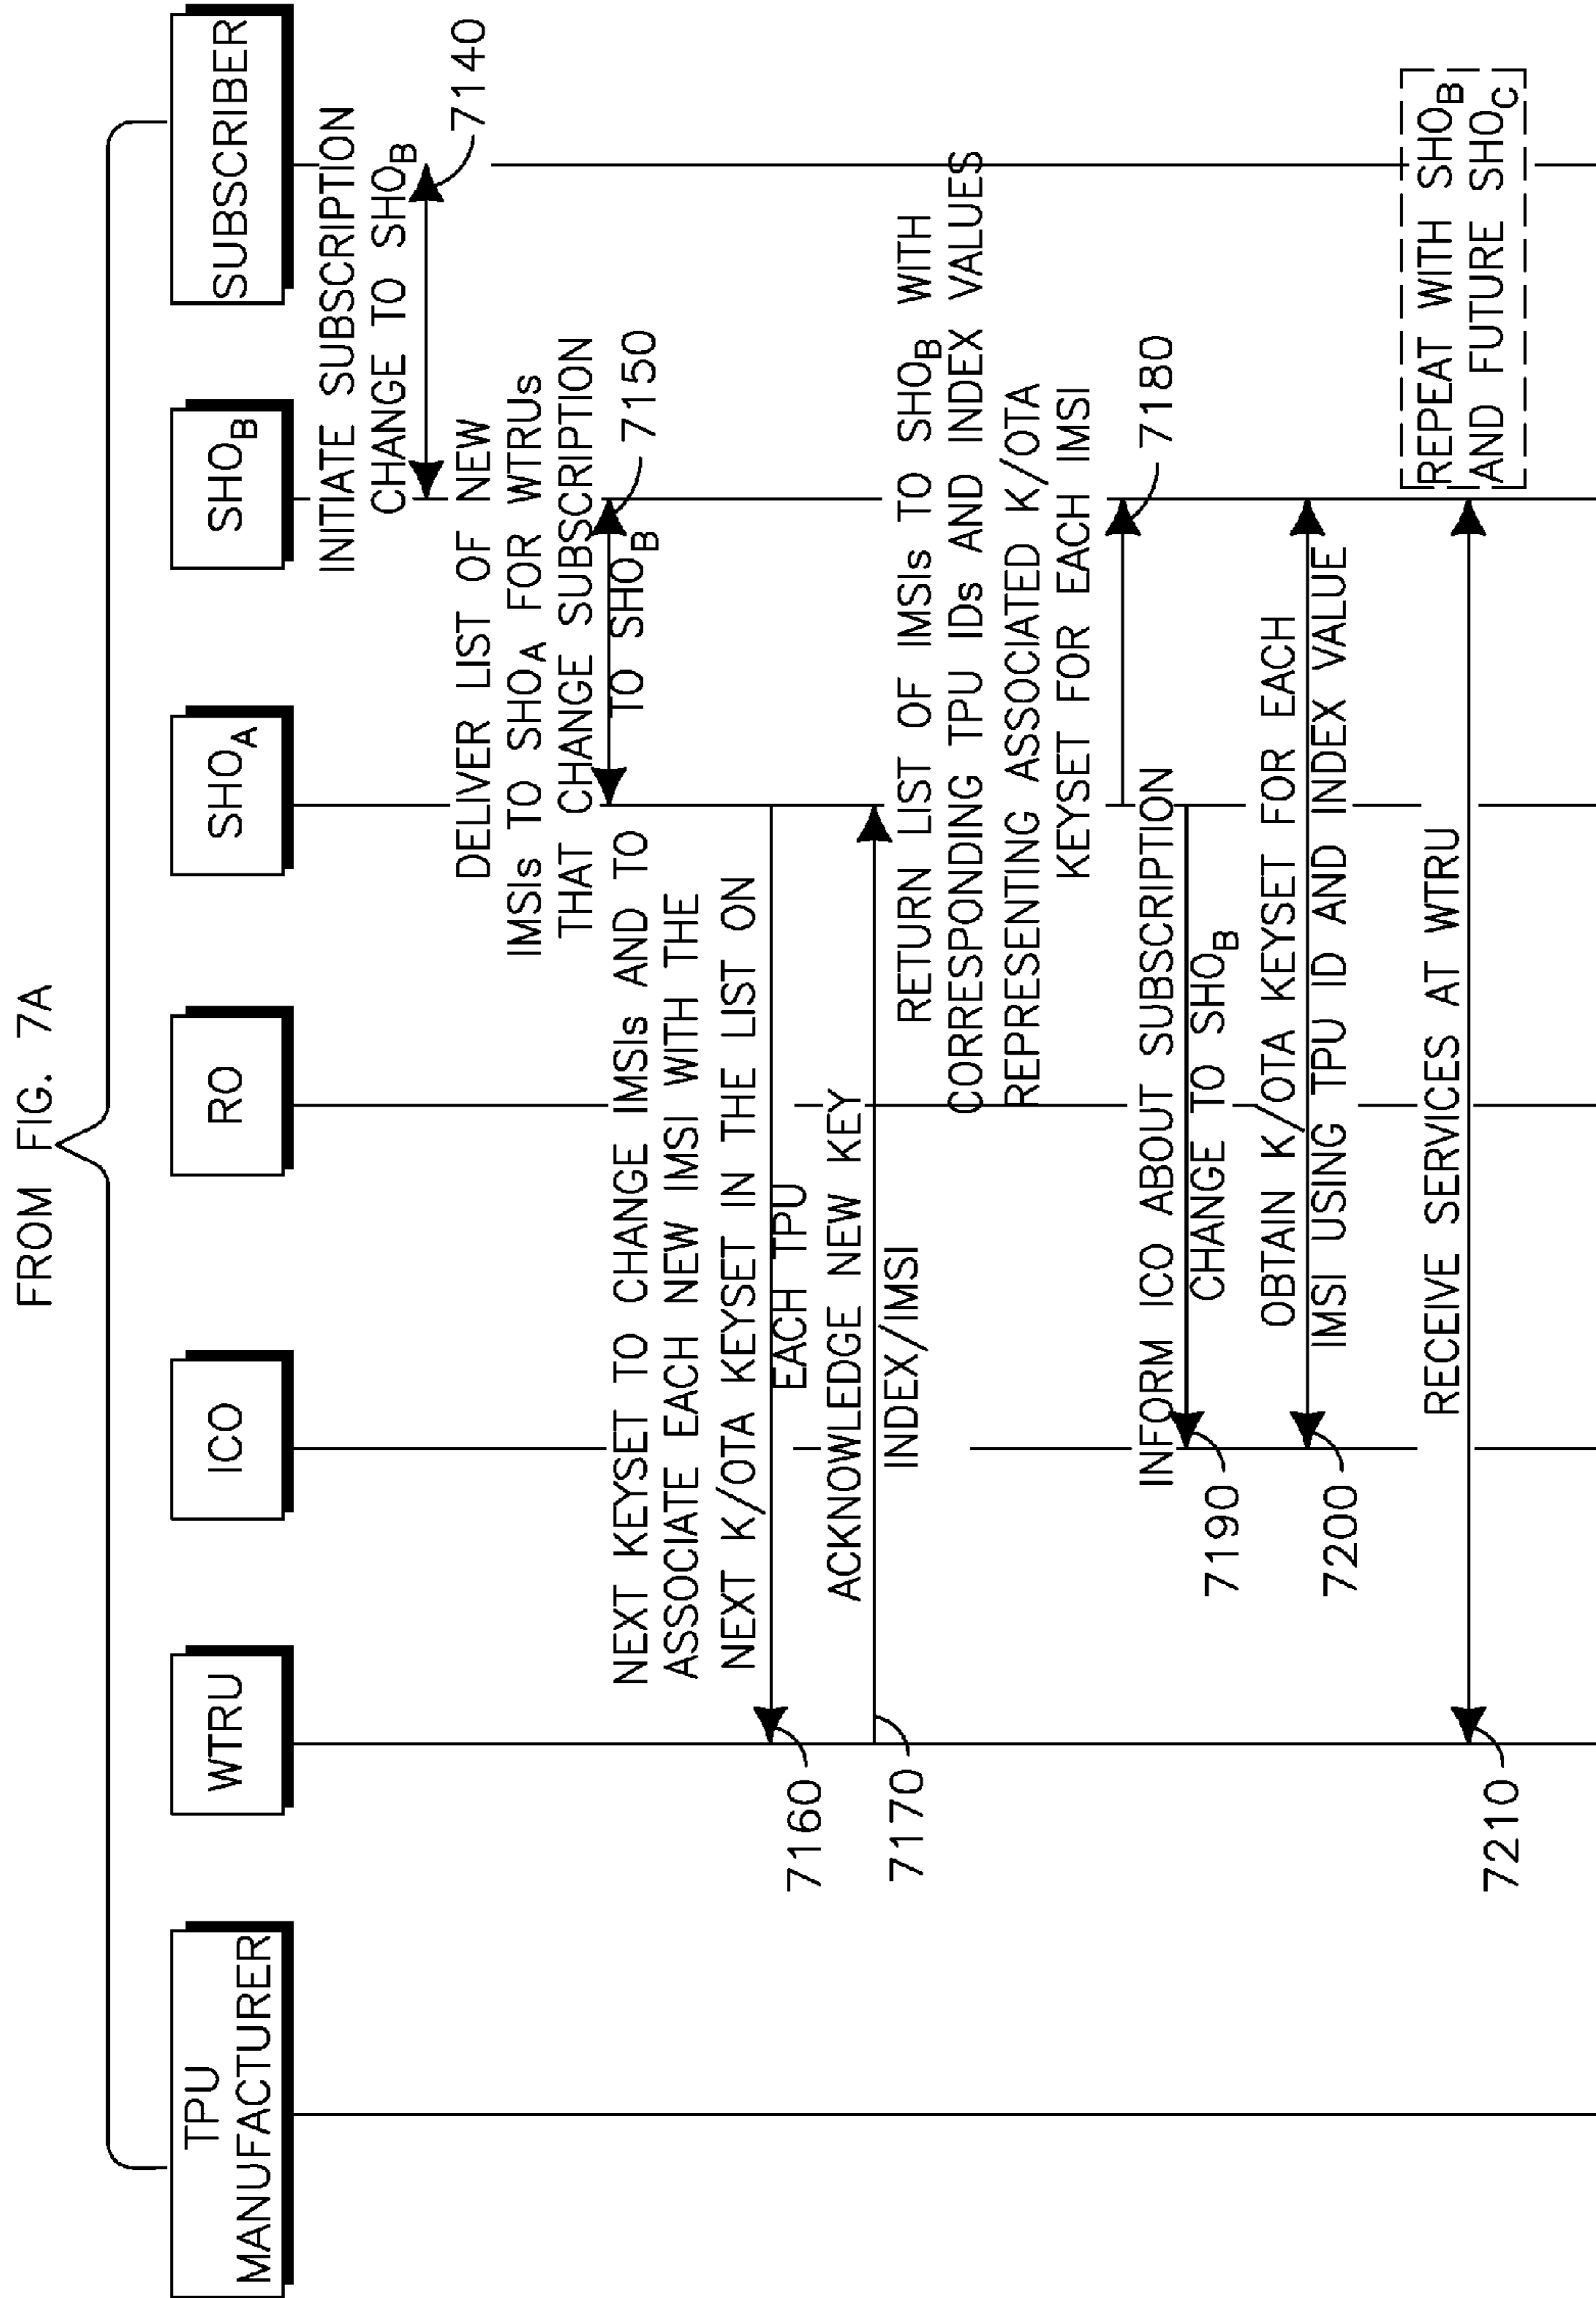 FROM FIG. 7A
TPU
MANUFACTURER
WTRU
ICO
RO
SHOA
SHOB
SUBSCRIBER
INITIATE SUBSCRIPTION
CHANGE TO SHOB
7140
DELIVER LIST OF NEW
IMSIs TO SHOA FOR WTRUs
THAT CHANGE SUBSCRIPTION
TO SHOB
7150
NEXT KEYSET TO CHANGE IMSIs AND TO
ASSOCIATE EACH NEW IMSI WITH THE
NEXT K/OTA KEYSET IN THE LIST ON
EACH TPU
7160
ACKNOWLEDGE NEW KEY
INDEX/IMSI
7170
RETURN LIST OF IMSIs TO SHOB WITH
CORRESPONDING TPU IDs AND INDEX VALUES
REPRESENTING ASSOCIATED K/OTA
KEYSET FOR EACH IMSI
7180
INFORM ICO ABOUT SUBSCRIPTION
CHANGE TO SHOB
7190
OBTAIN K/OTA KEYSET FOR EACH
IMSI USING TPU ID AND INDEX VALUE
7200
RECEIVE SERVICES AT WTRU
7210
REPEAT WITH SHOB
AND FUTURE SHOC